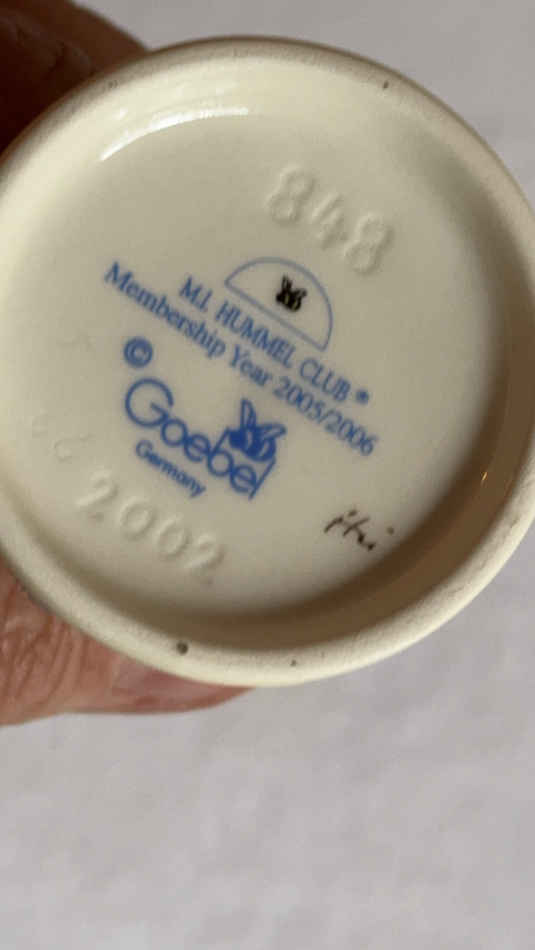 848
M.I. HUMMEL CLUB®
Membership Year 2005/2006
©
Goebel
Germany
2002